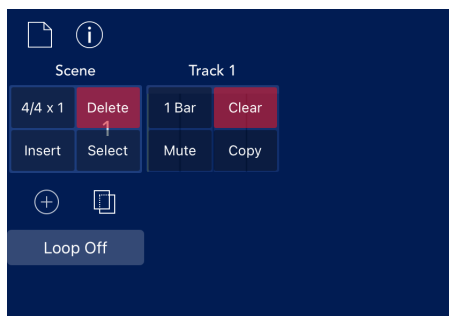 Scene Track 1
4/4 x 1 Delete 1 Bar Clear
1
Insert Select Mute Copy
Loop Off